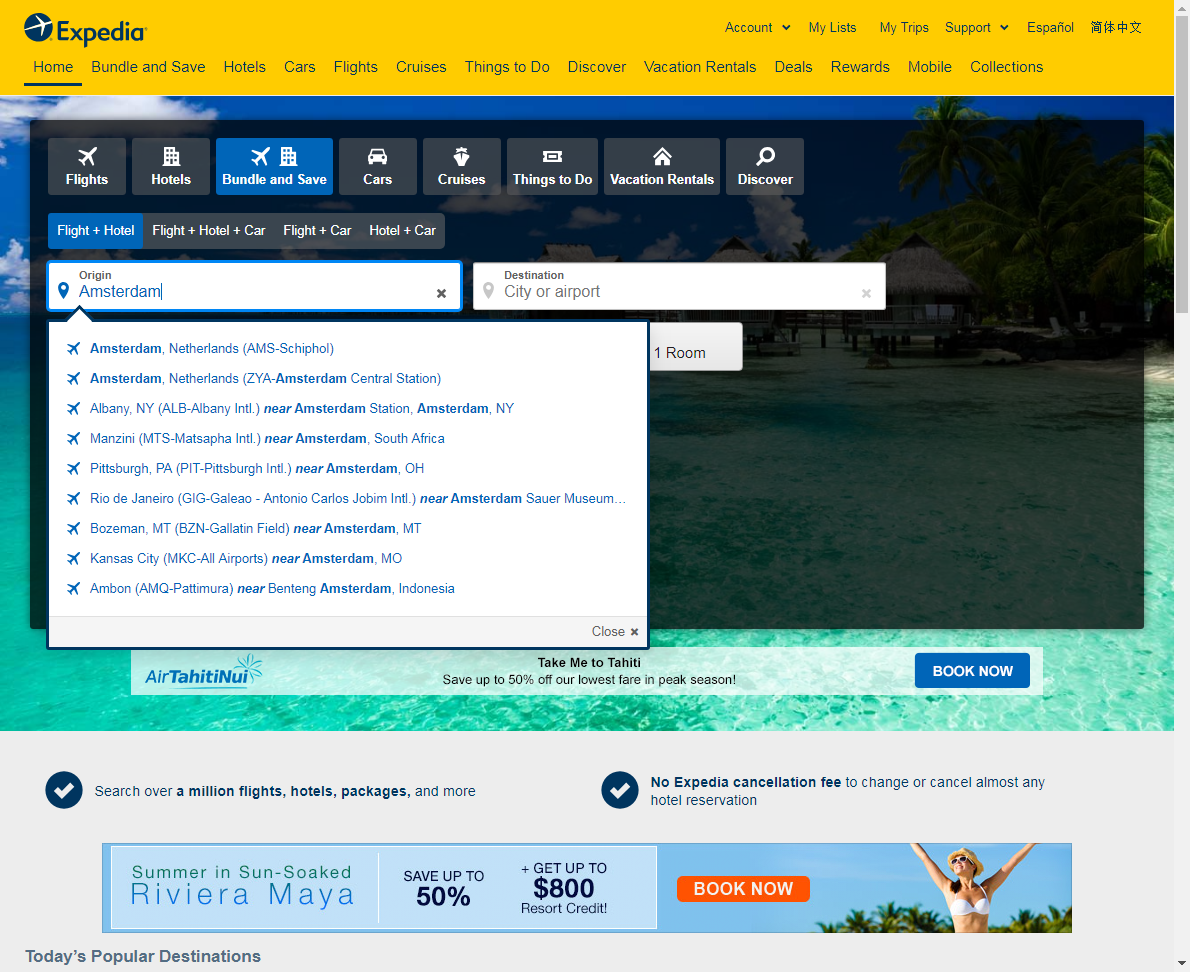 Expedia
Account My Lists My Trips Support Español 简体中文
Home Bundle and Save Hotels Cars Flights Cruises Things to Do Discover Vacation Rentals Deals Rewards Mobile Collections
Flights Hotels Bundle and Save Cars Cruises Things to Do Vacation Rentals Discover
Flight + Hotel Flight + Hotel + Car Flight + Car Hotel + Car
Origin
Amsterdam
Destination
City or airport
1 Room
Amsterdam, Netherlands (AMS-Schiphol)
Amsterdam, Netherlands (ZYA-Amsterdam Central Station)
Albany, NY (ALB-Albany Intl.) near Amsterdam Station, Amsterdam, NY
Manzini (MTS-Matsapha Intl.) near Amsterdam, South Africa
Pittsburgh, PA (PIT-Pittsburgh Intl.) near Amsterdam, OH
Rio de Janeiro (GIG-Galeao - Antonio Carlos Jobim Intl.) near Amsterdam Sauer Museum...
Bozeman, MT (BZN-Gallatin Field) near Amsterdam, MT
Kansas City (MKC-All Airports) near Amsterdam, MO
Ambon (AMQ-Pattimura) near Benteng Amsterdam, Indonesia
Close
AirTahitiNui
Take Me to Tahiti
Save up to 50% off our lowest fare in peak season!
BOOK NOW
Search over a million flights, hotels, packages, and more
No Expedia cancellation fee to change or cancel almost any
hotel reservation
Summer in Sun-Soaked
Riviera Maya
SAVE UP TO
50%
+ GET UP TO
$800
Resort Credit!
BOOK NOW
Today's Popular Destinations